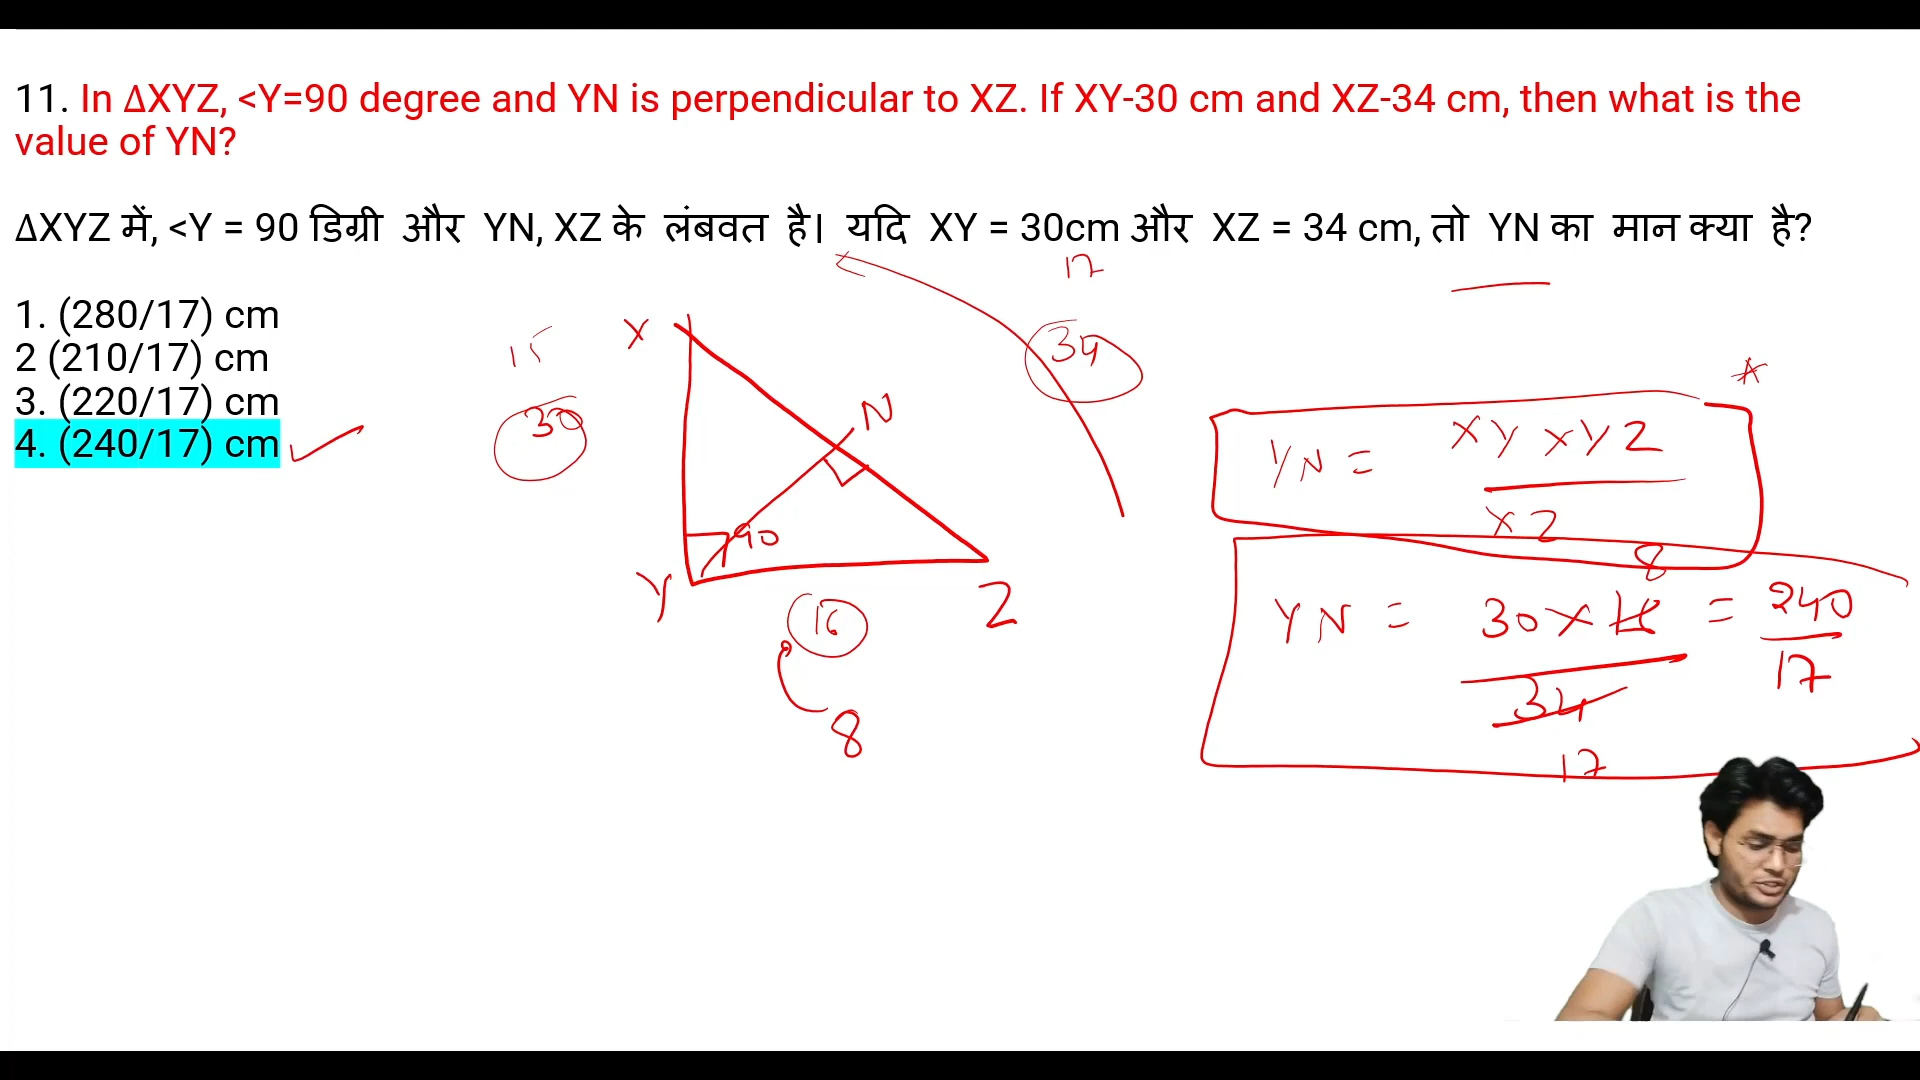 11. In ΔXYZ, <Y=90 degree and YN is perpendicular to XZ. If XY-30 cm and XZ-34 cm, then what is the
value of YN?
ΔXYZ में, <Y = 90 डिग्री और YN, XZ के लंबवत है। यदि XY = 30cm और XZ = 34 cm, तो YN का मान क्या है?
1. (280/17) cm
2 (210/17) cm
3. (220/17) cm
4. (240/17) cm
17
15
X
34
30
N
90
Y
Z
16
8
YN = XY x YZ
XZ
8
YN = 30 x 16 = 240
34 17
17